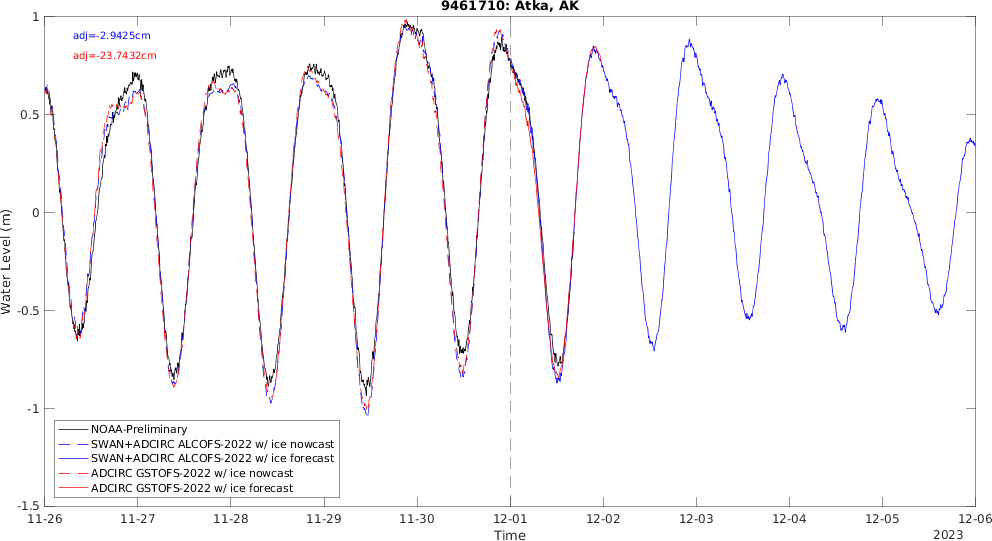 9461710: Atka, AK
adj=-2.9425cm
adj=-23.7432cm
1
0.5
0
-0.5
-1
-1.5
Water Level (m)
NOAA-Preliminary
SWAN+ADCIRC ALCOFS-2022 w/ ice nowcast
SWAN+ADCIRC ALCOFS-2022 w/ ice forecast
ADCIRC GSTOFS-2022 w/ ice nowcast
ADCIRC GSTOFS-2022 w/ ice forecast
11-26 11-27 11-28 11-29 11-30 12-01 12-02 12-03 12-04 12-05 12-06
Time
2023